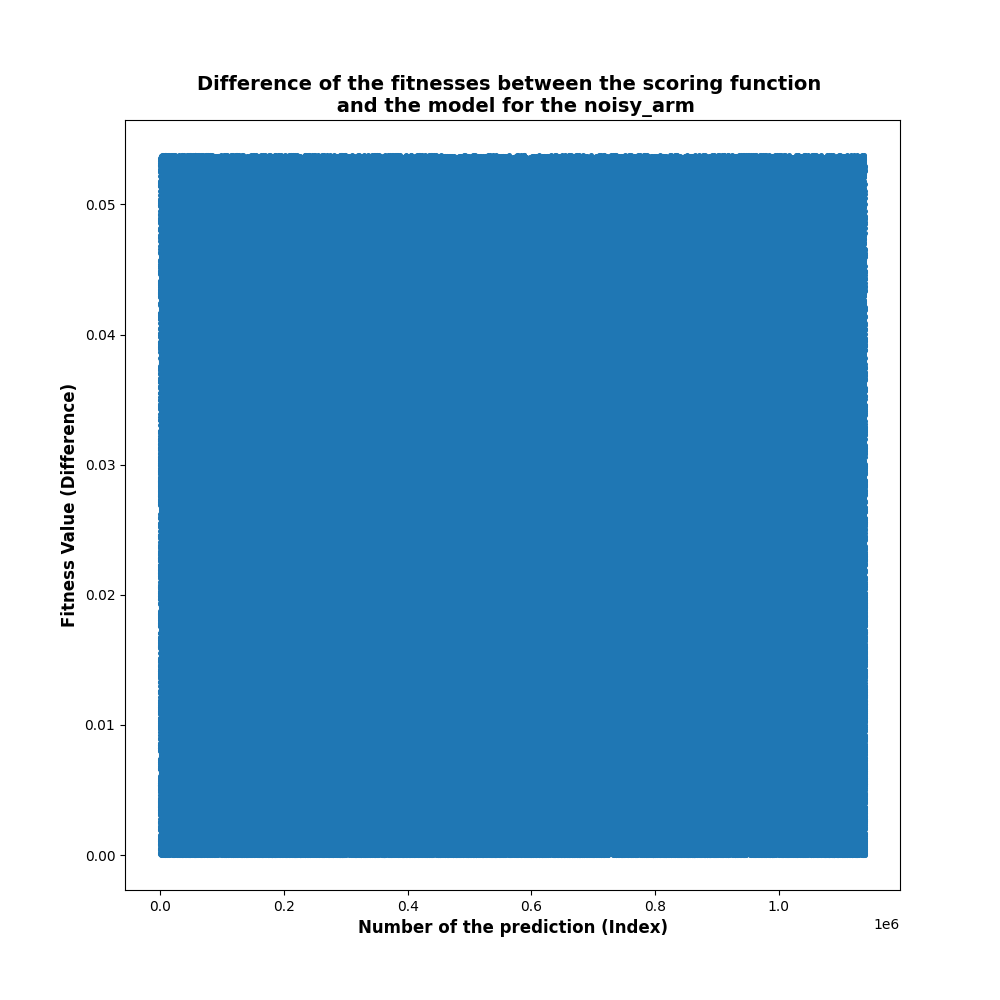 Difference of the fitnesses between the scoring function
and the model for the noisy_arm
Fitness Value (Difference)
0.05
0.04
0.03
0.02
0.01
0.00
0.0 0.2 0.4 0.6 0.8 1.0
1e6
Number of the prediction (Index)